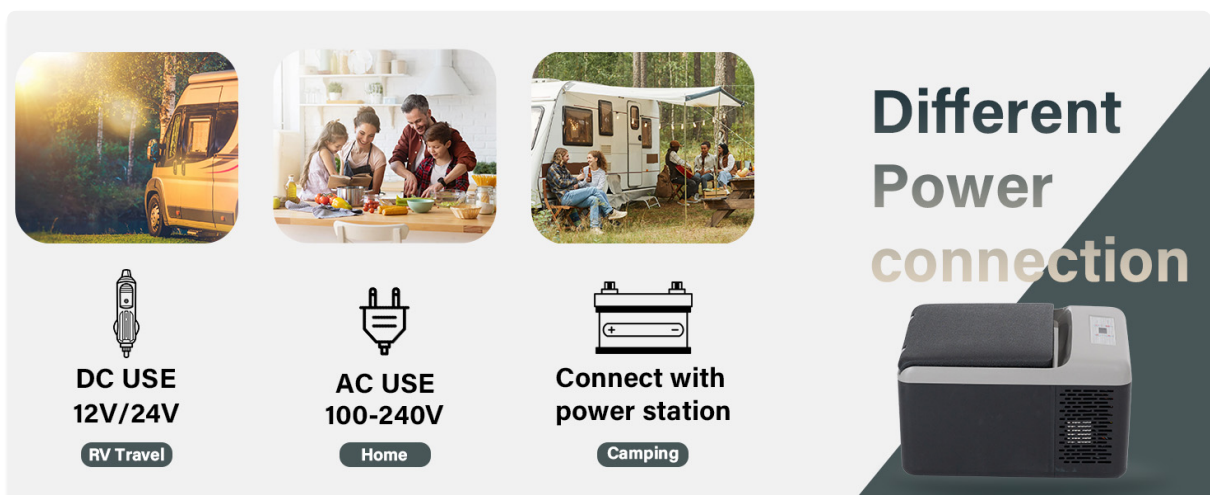 Different
Power
connection
DC USE
12V/24V
RV Travel
AC USE
100-240V
Home
Connect with
power station
Camping